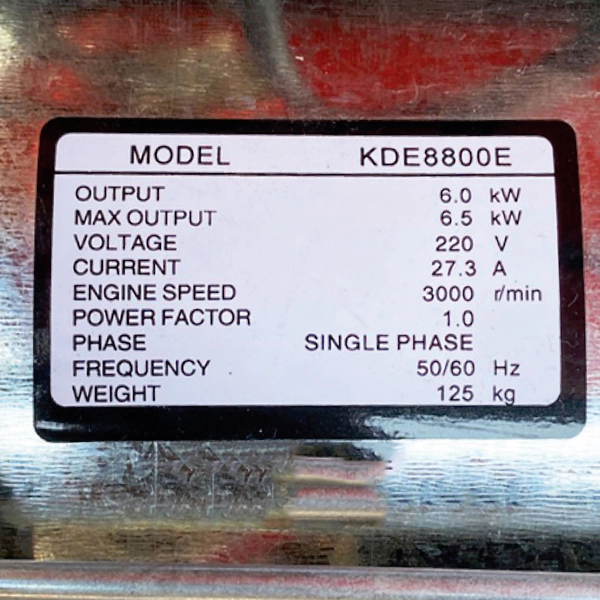 MODEL KDE8800E
OUTPUT 6.0 kW
MAX OUTPUT 6.5 kW
VOLTAGE 220 V
CURRENT 27.3 A
ENGINE SPEED 3000 r/min
POWER FACTOR 1.0
PHASE SINGLE PHASE
FREQUENCY 50/60 Hz
WEIGHT 125 kg